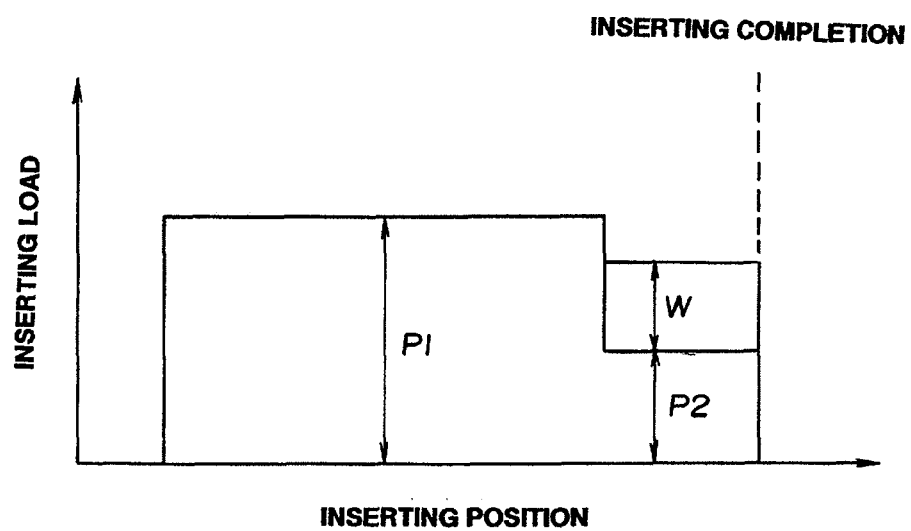 INSERTING COMPLETION
INSERTING LOAD
P1
W
P2
INSERTING POSITION